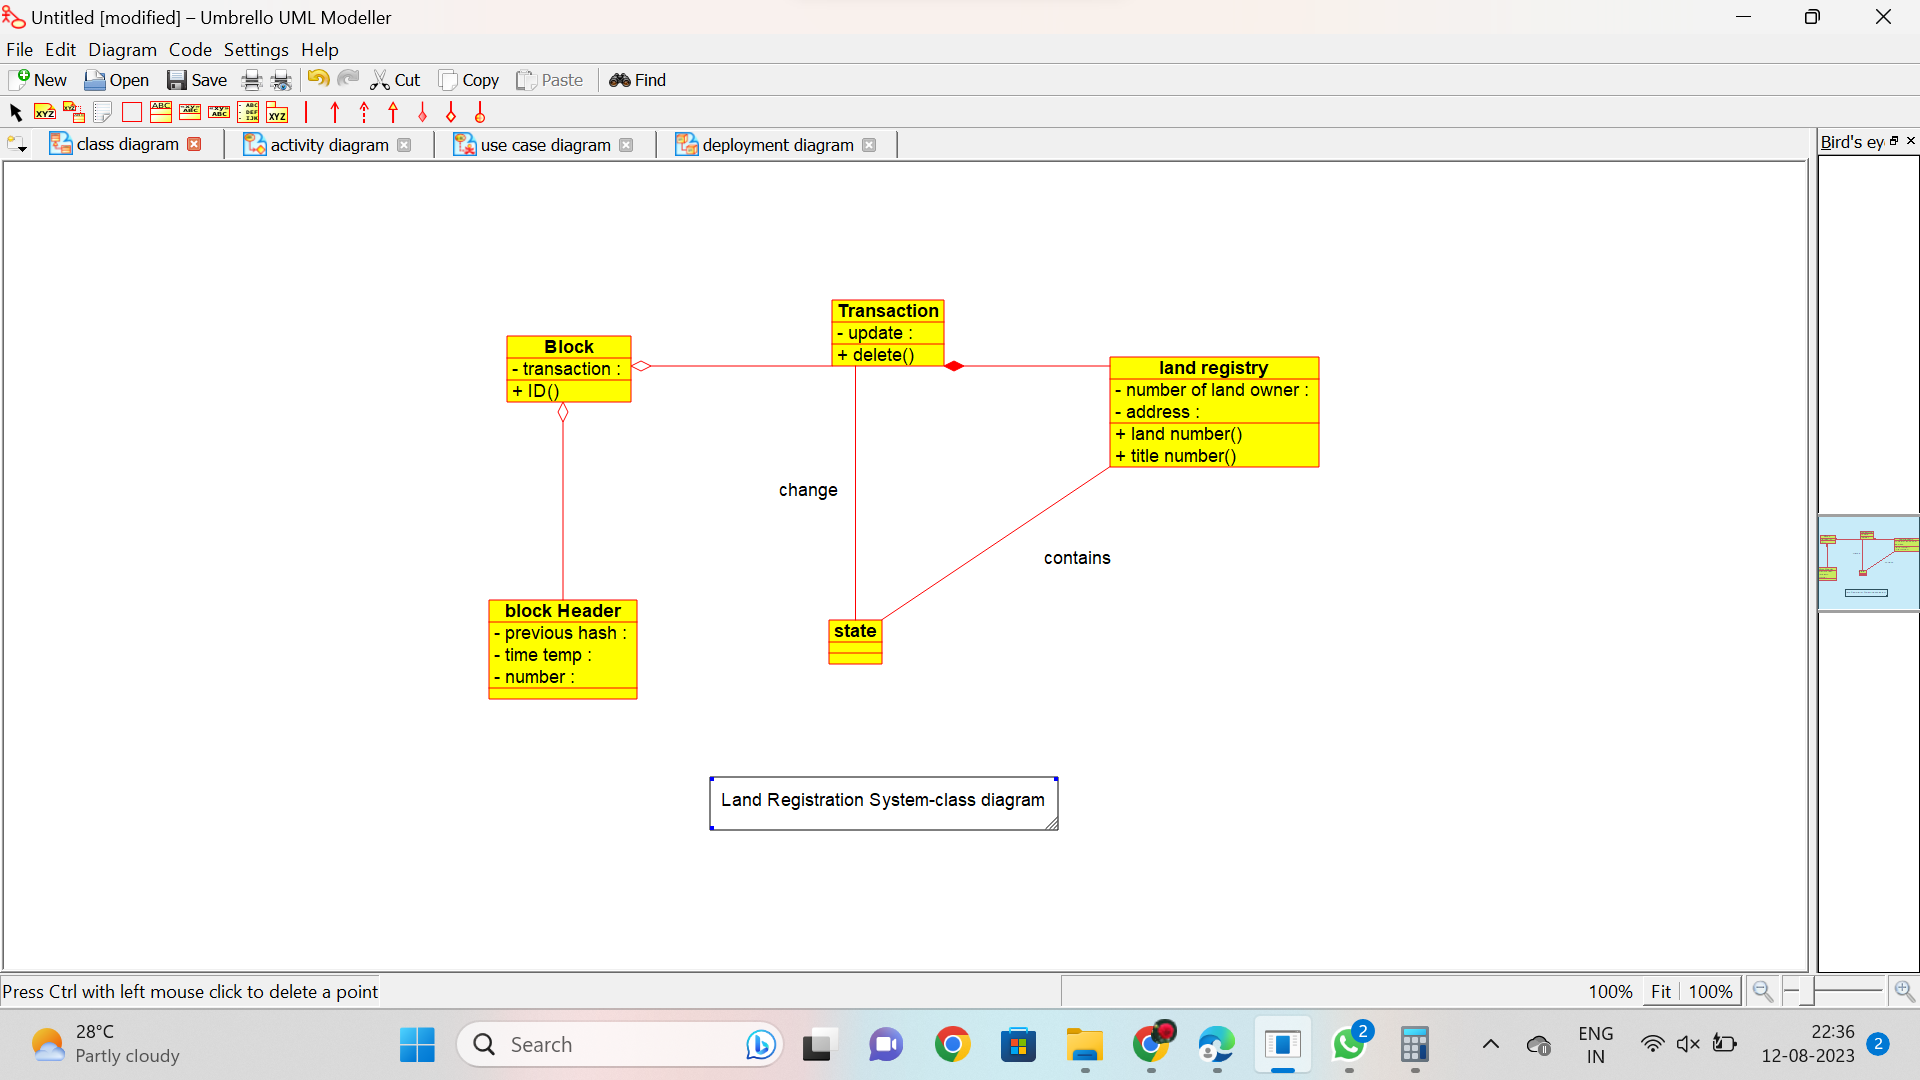 Untitled [modified] – Umbrello UML Modeller
File Edit Diagram Code Settings Help
New Open Save Cut Copy Paste Find
class diagram activity diagram use case diagram deployment diagram
Bird's ey
Transaction
- update :
+ delete()
Block
- transaction :
+ ID()
land registry
- number of land owner :
- address :
+ land number()
+ title number()
change
contains
block Header
- previous hash :
- time temp :
- number :
state
Land Registration System-class diagram
Press Ctrl with left mouse click to delete a point
100% Fit 100%
28°C
Partly cloudy
Search
2
ENG
IN
22:36
12-08-2023
2